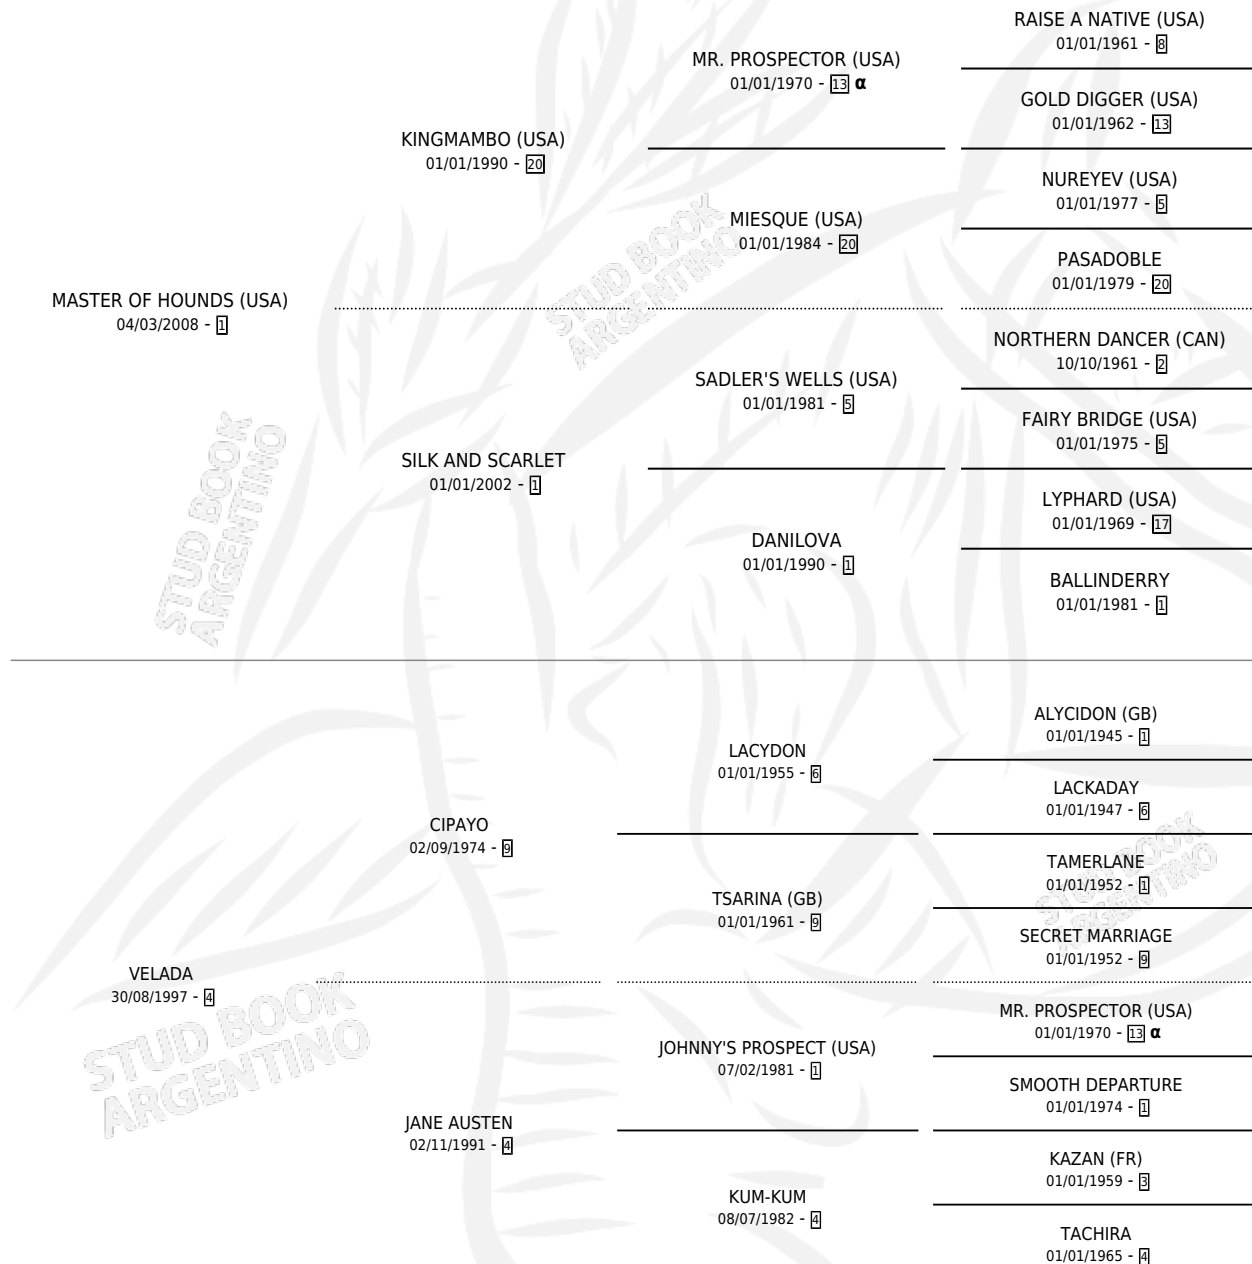 RAISE A NATIVE (USA)
01/01/1961 - 8
MR. PROSPECTOR (USA)
01/01/1970 - 13 α
GOLD DIGGER (USA)
01/01/1962 - 13
KINGMAMBO (USA)
01/01/1990 - 20
NUREYEV (USA)
01/01/1977 - 5
MIESQUE (USA)
01/01/1984 - 20
PASADOBLE
01/01/1979 - 20
MASTER OF HOUNDS (USA)
04/03/2008 - 1
NORTHERN DANCER (CAN)
10/10/1961 - 2
SADLER'S WELLS (USA)
01/01/1981 - 5
FAIRY BRIDGE (USA)
01/01/1975 - 5
SILK AND SCARLET
01/01/2002 - 1
LYPHARD (USA)
01/01/1969 - 17
DANILOVA
01/01/1990 - 1
BALLINDERRY
01/01/1981 - 1
ALYCIDON (GB)
01/01/1945 - 1
LACYDON
01/01/1955 - 6
LACKADAY
01/01/1947 - 6
CIPAYO
02/09/1974 - 9
TAMERLANE
01/01/1952 - 1
TSARINA (GB)
01/01/1961 - 9
SECRET MARRIAGE
01/01/1952 - 9
VELADA
30/08/1997 - 4
MR. PROSPECTOR (USA)
01/01/1970 - 13 α
JOHNNY'S PROSPECT (USA)
07/02/1981 - 1
SMOOTH DEPARTURE
01/01/1974 - 1
JANE AUSTEN
02/11/1991 - 4
KAZAN (FR)
01/01/1959 - 3
KUM-KUM
08/07/1982 - 4
TACHIRA
01/01/1965 - 4
STUD BOOK
ARGENTINO
STUD BOOK
ARGENTINO
STUD BOOK
ARGENTINO
STUD BOOK
ARGENTINO